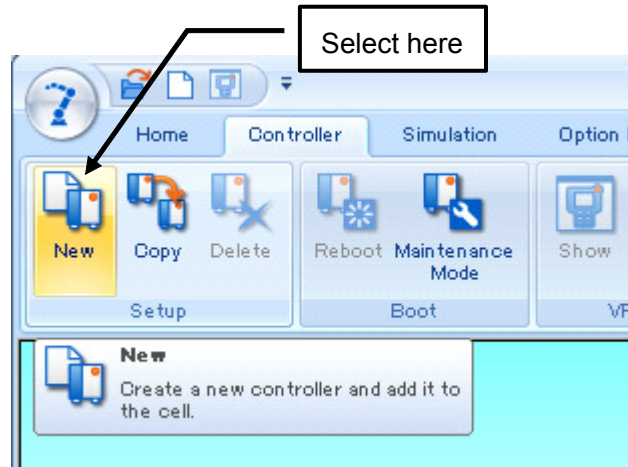 Select here
Home Controller Simulation Option
New Copy Delete Reboot Maintenance Mode Show
Setup Boot
New
Create a new controller and add it to
the cell.